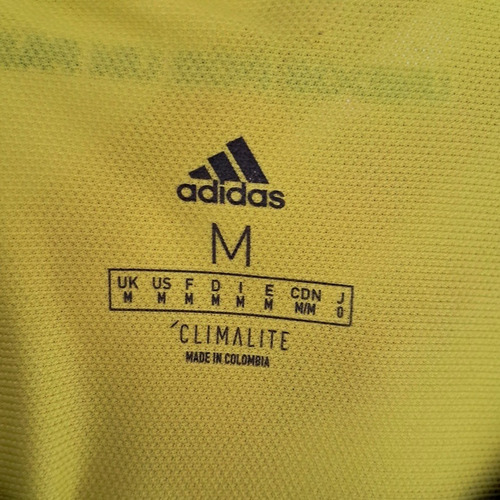 adidas
M
UK US F D I E CDN J
M M M M M M M/M O
CLIMALITE
MADE IN COLOMBIA